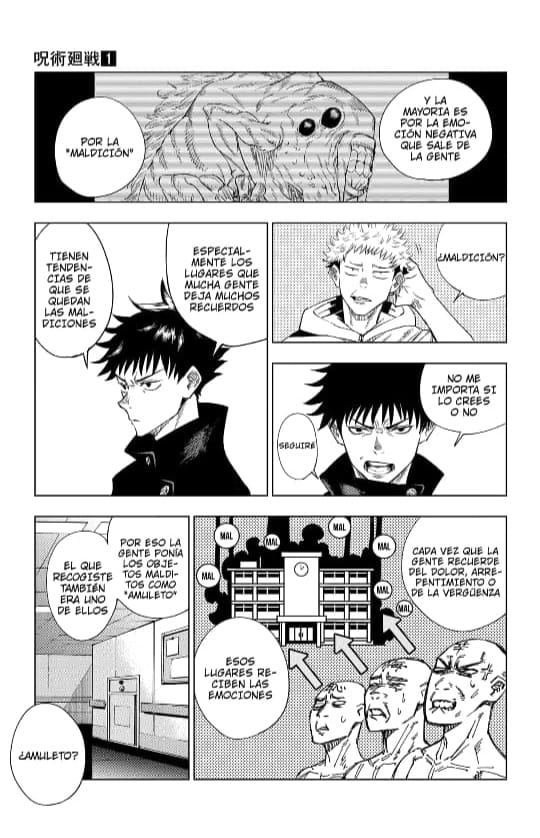 呪術廻戦 1
Y LA
MAYORIA ES
POR LA EMO-
CIÓN NEGATIVA
QUE SALE DE
LA GENTE
POR LA
"MALDICIÓN"
¿MALDICIÓN?
NO ME
IMPORTA SI
LO CREES
O NO
SEGUIRE
ESPECIAL-
MENTE LOS
LUGARES QUE
MUCHA GENTE
DEJA MUCHOS
RECUERDOS
TIENEN
TENDEN-
CIAS DE
QUE SE
QUEDAN
LAS MAL-
DICIONES
CADA VEZ QUE LA
GENTE RECUERDE
DEL DOLOR, ARRE-
PENTIMIENTO O
DE LA VERGÜENZA
MAL
MAL
MAL
MAL
MAL
MAL
MAL
ESOS
LUGARES RE-
CIBEN LAS
EMOCIONES
POR ESO LA
GENTE PONÍA
LOS OBJE-
TOS MALDI-
TOS COMO
"AMULETO"
EL QUE
RECOGISTE
TAMBIÉN
ERA UNO
DE ELLOS
¿AMULETO?